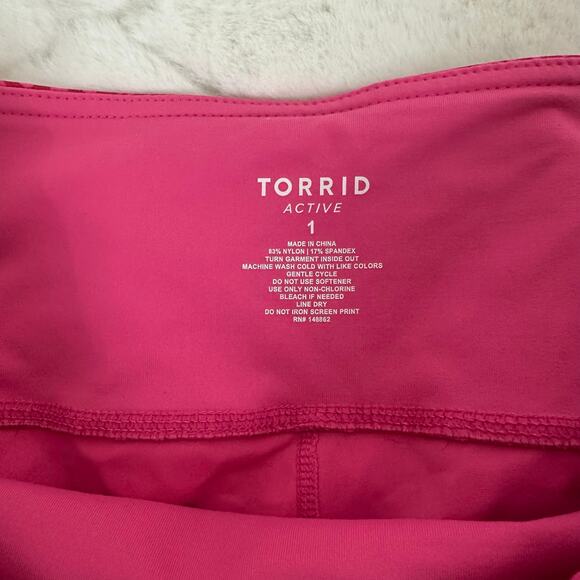 TORRID
ACTIVE
1
MADE IN CHINA
83% NYLON | 17% SPANDEX
TURN GARMENT INSIDE OUT
MACHINE WASH COLD WITH LIKE COLORS
GENTLE CYCLE
DO NOT USE SOFTENER
USE ONLY NON-CHLORINE
BLEACH IF NEEDED
LINE DRY
DO NOT IRON SCREEN PRINT
RN# 148862